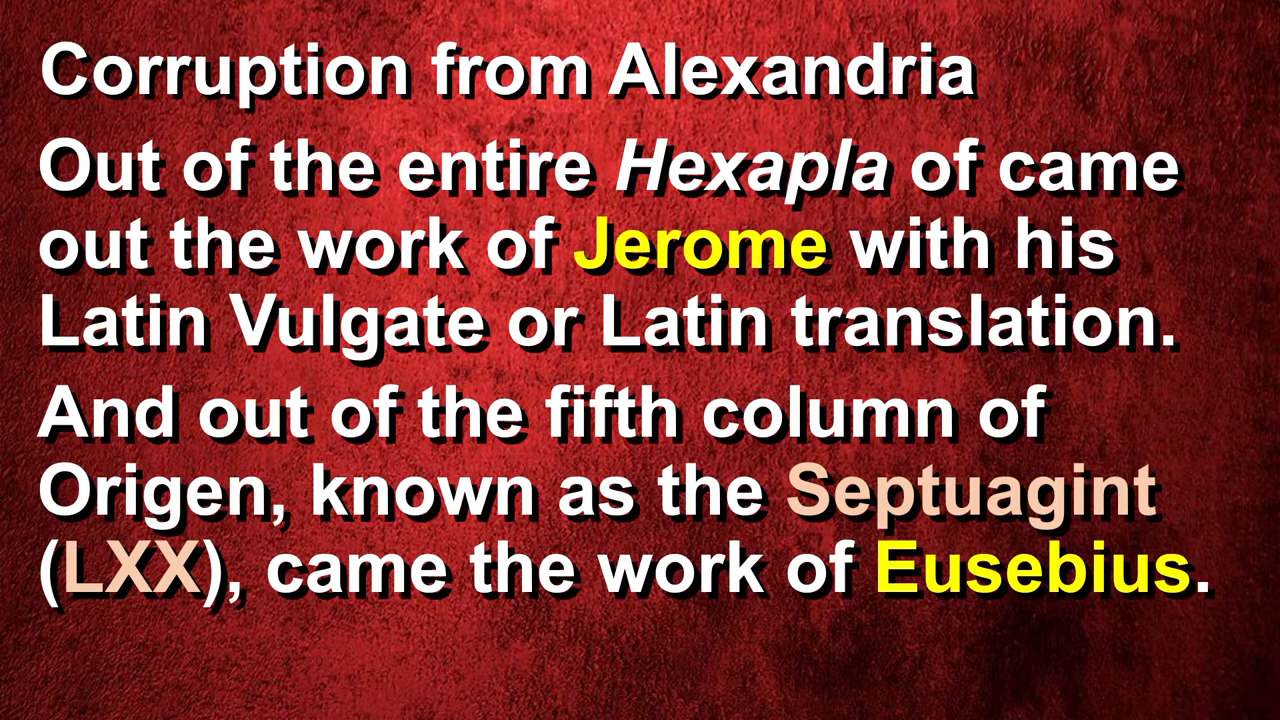 Corruption from Alexandria
Out of the entire Hexapla of came
out the work of Jerome with his
Latin Vulgate or Latin translation.
And out of the fifth column of
Origen, known as the Septuagint
(LXX), came the work of Eusebius.